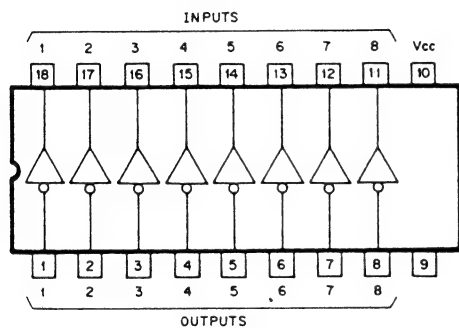 INPUTS
1 2 3 4 5 6 7 8 Vcc
18 17 16 15 14 13 12 11 10
1 2 3 4 5 6 7 8 9
1 2 3 4 5 6 7 8
OUTPUTS